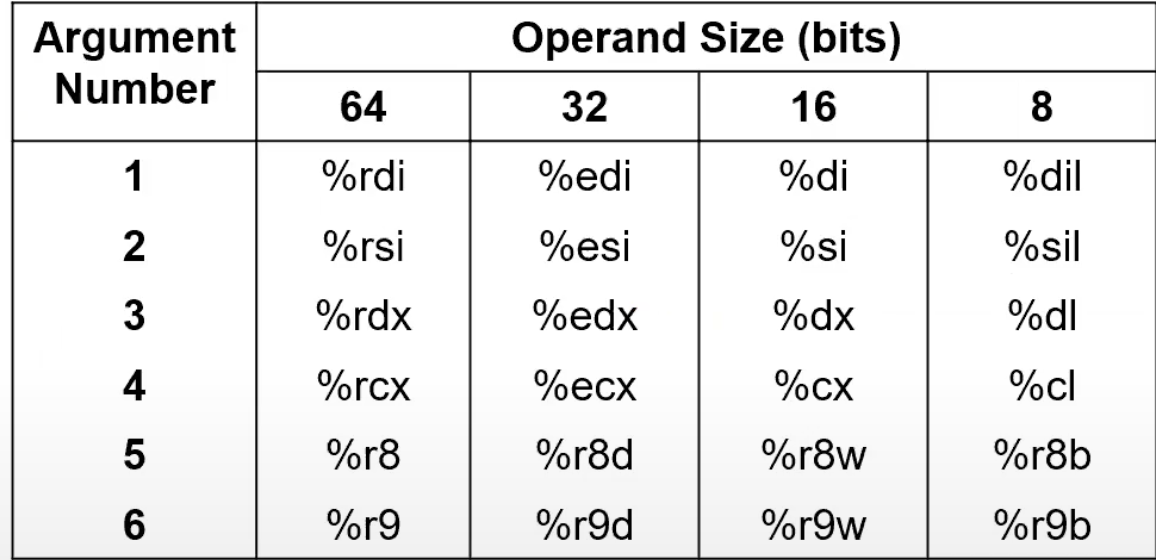 Argument Number Operand Size (bits)
64 32 16 8
1 %rdi %edi %di %dil
2 %rsi %esi %si %sil
3 %rdx %edx %dx %dl
4 %rcx %ecx %cx %cl
5 %r8 %r8d %r8w %r8b
6 %r9 %r9d %r9w %r9b